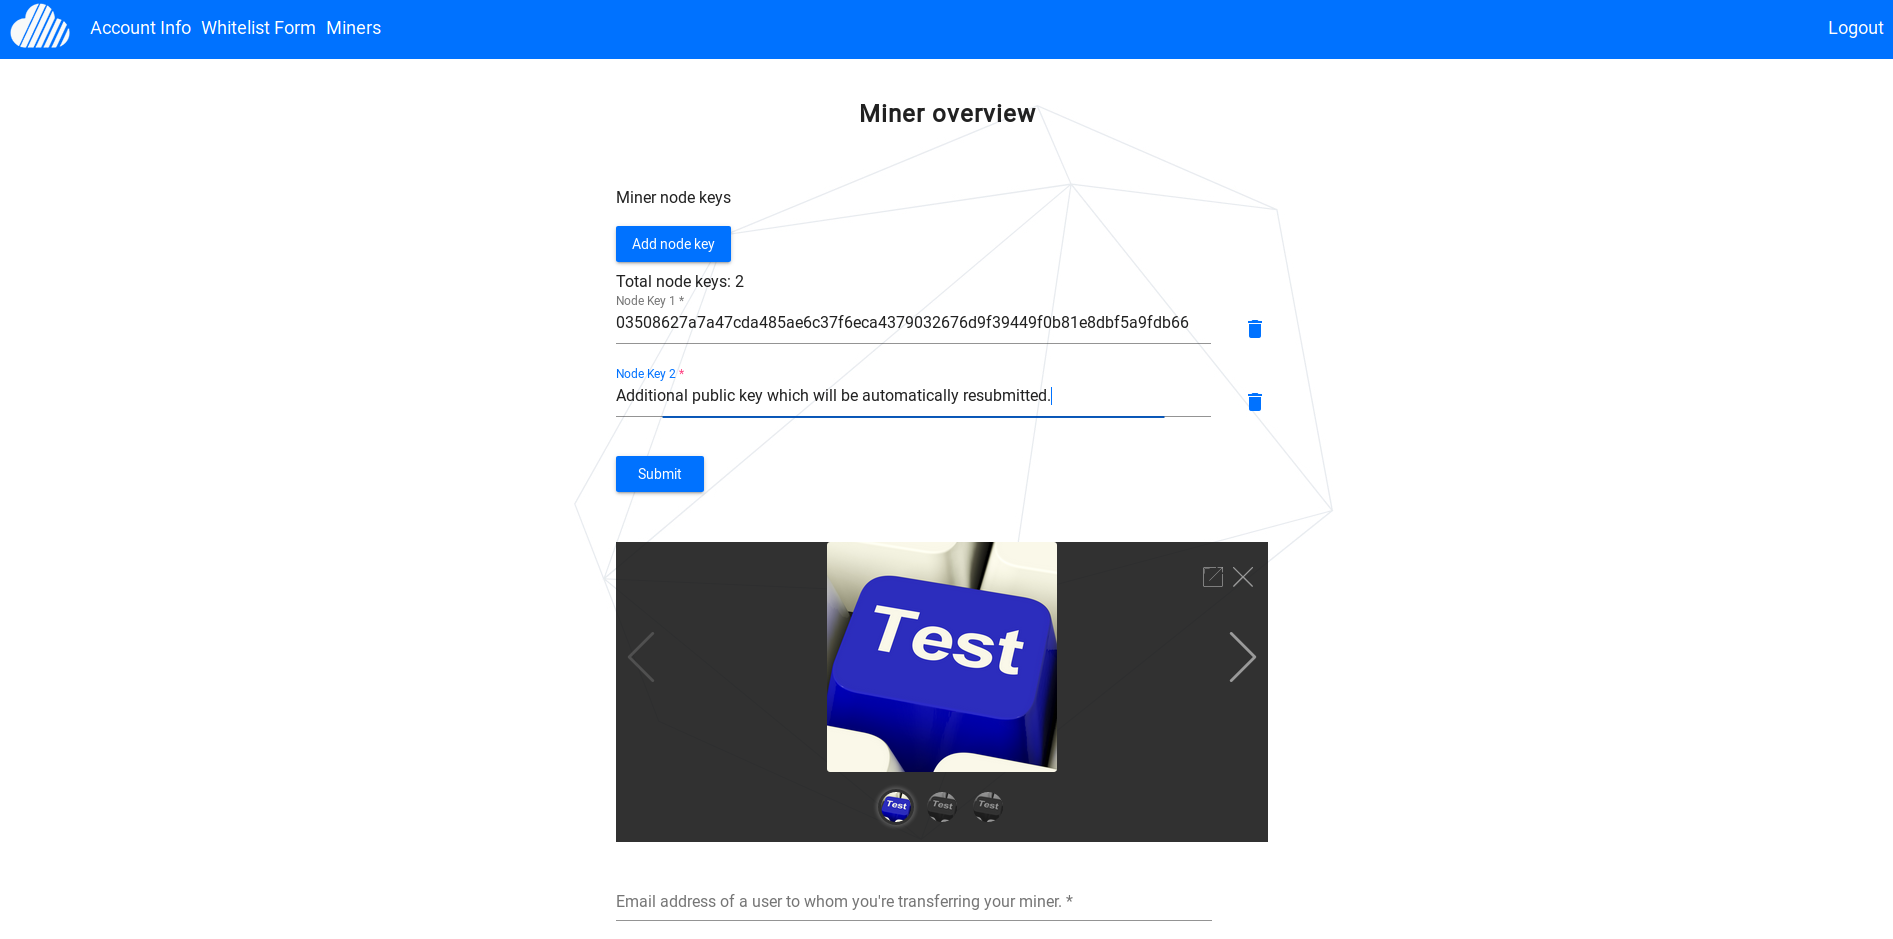 Account Info Whitelist Form Miners Logout
Miner overview
Miner node keys
Add node key
Total node keys: 2
Node Key 1 *
03508627a7a47cda485ae6c37f6eca4379032676d9f39449f0b81e8dbf5a9fdb66
Node Key 2 *
Additional public key which will be automatically resubmitted.
Submit
Test
Test Test Test
Email address of a user to whom you're transferring your miner. *